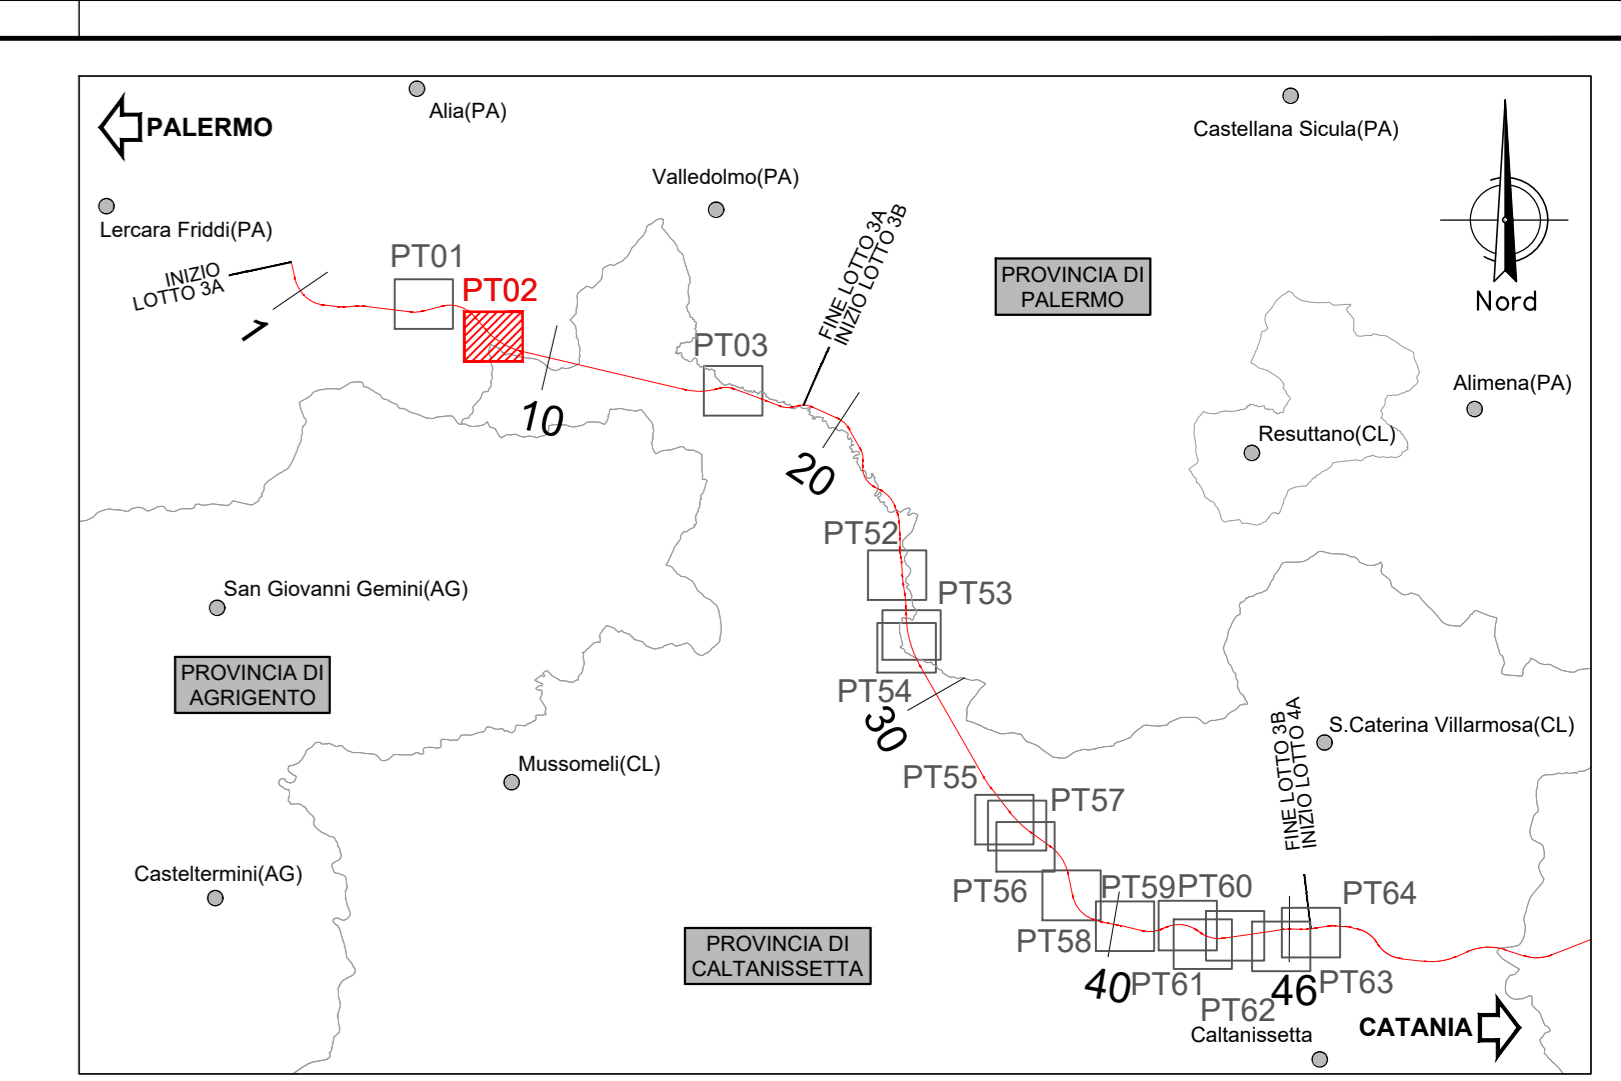 Alia(PA)
PALERMO
Castellana Sicula(PA)
Valledolmo(PA)
Lercara Friddi(PA)
INIZIO
LOTTO 3A
PT01
PT02
FINE LOTTO 3A
INIZIO LOTTO 3B
PROVINCIA DI
PALERMO
Nord
1
PT03
10
Alimena(PA)
Resuttano(CL)
20
PT52
San Giovanni Gemini(AG)
PT53
PROVINCIA DI
AGRIGENTO
PT54
30
FINE LOTTO 3B
INIZIO LOTTO 4A
S.Caterina Villarmosa(CL)
Mussomeli(CL)
PT55
PT57
Casteltermini(AG)
PT56
PT59
PT60
PT64
PROVINCIA DI
CALTANISSETTA
PT58
40
PT61
46
PT63
PT62
Caltanissetta
CATANIA